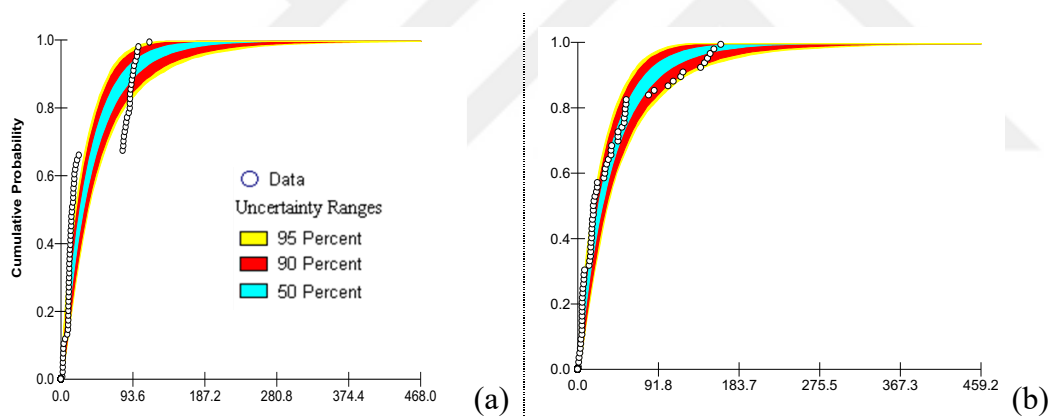 Cumulative Probability
1.0
0.8
0.6
0.4
0.2
0.0
0.0 93.6 187.2 280.8 374.4 468.0
Data
Uncertainty Ranges
95 Percent
90 Percent
50 Percent
(a)
1.0
0.8
0.6
0.4
0.2
0.0
0.0 91.8 183.7 275.5 367.3 459.2
(b)